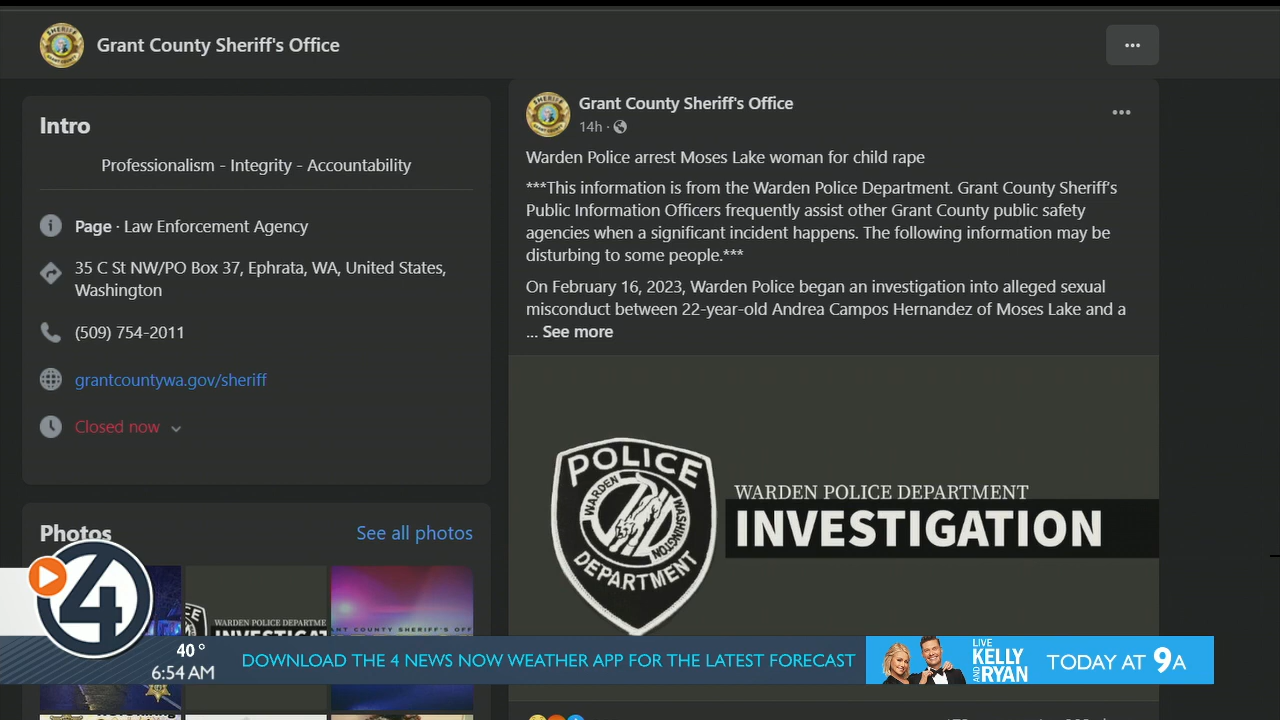 Grant County Sheriff's Office
Intro
Professionalism - Integrity - Accountability
Page · Law Enforcement Agency
35 C St NW/PO Box 37, Ephrata, WA, United States,
Washington
(509) 754-2011
grantcountywa.gov/sheriff
Closed now
Photos
See all photos
WARDEN POLICE DEPARTME
Grant County Sheriff's Office
14h ·
Warden Police arrest Moses Lake woman for child rape
***This information is from the Warden Police Department. Grant County Sheriff's
Public Information Officers frequently assist other Grant County public safety
agencies when a significant incident happens. The following information may be
disturbing to some people.***
On February 16, 2023, Warden Police began an investigation into alleged sexual
misconduct between 22-year-old Andrea Campos Hernandez of Moses Lake and a
... See more
POLICE
WARDEN
WASHINGTON
DEPARTMENT
WARDEN POLICE DEPARTMENT
INVESTIGATION
4
40°
6:54 AM
DOWNLOAD THE 4 NEWS NOW WEATHER APP FOR THE LATEST FORECAST
LIVE
KELLY
AND RYAN
TODAY AT 9A